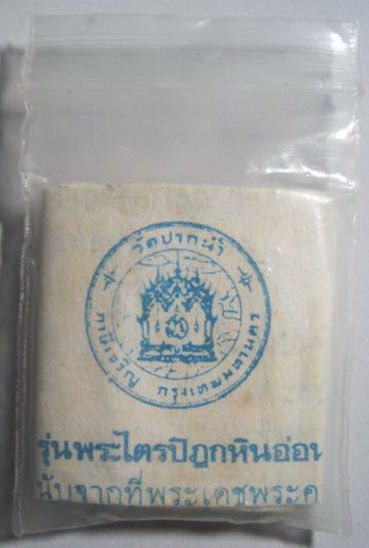 วัดปากน้ำ
ภาษีเจริญ กรุงเทพมหานคร
รุ่นพระไตรปิฎกหินอ่อน
นับจากที่พระเดชพระค